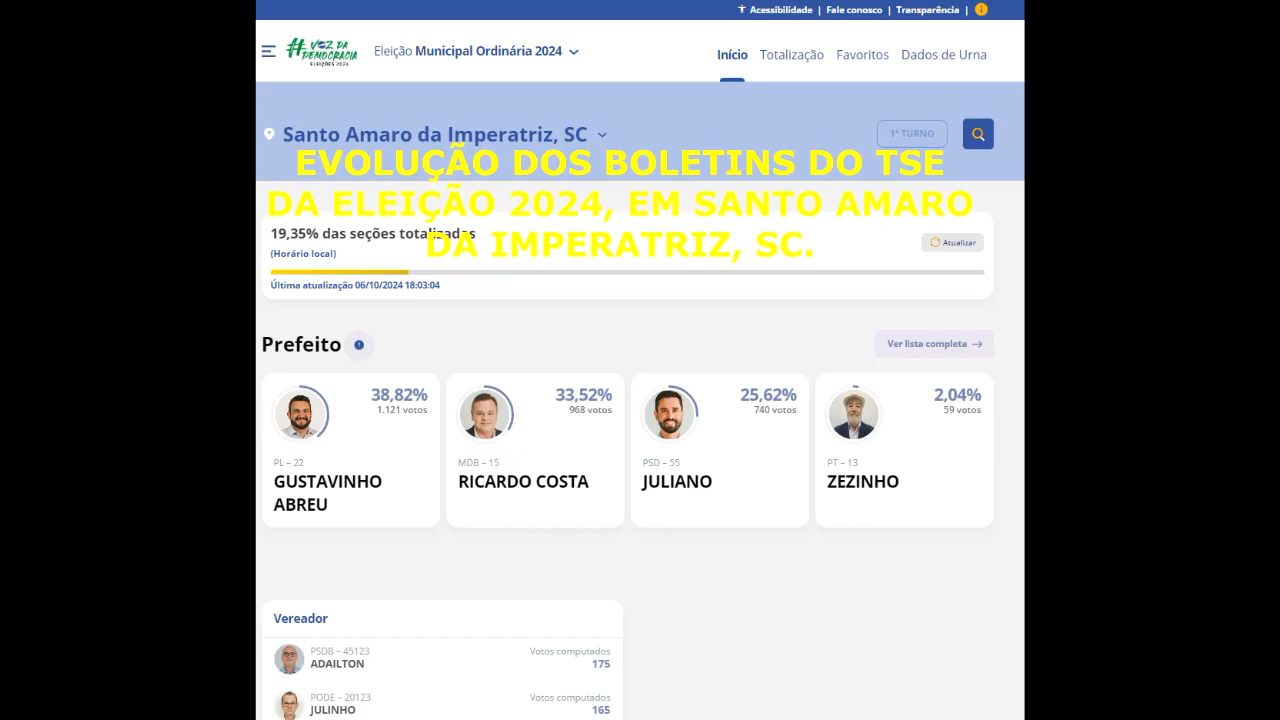 Acessibilidade | Fale conosco | Transparência |
# VOZ DA
DEMOCRACIA
ELEIÇÕES 2024
Eleição Municipal Ordinária 2024
Início Totalização Favoritos Dados de Urna
Santo Amaro da Imperatriz, SC
1º TURNO
EVOLUÇÃO DOS BOLETINS DO TSE
DA ELEIÇÃO 2024, EM SANTO AMARO
DA IMPERATRIZ, SC.
19,35% das seções totalizadas
(Horário local)
Atualizar
Última atualização 06/10/2024 18:03:04
Prefeito
Ver lista completa
38,82%
1.121 votos
PL – 22
GUSTAVINHO
ABREU
33,52%
968 votos
MDB – 15
RICARDO COSTA
25,62%
740 votos
PSD – 55
JULIANO
2,04%
59 votos
PT – 13
ZEZINHO
Vereador
PSDB – 45123 Votos computados
ADAILTON 175
PODE – 20123 Votos computados
JULINHO 165